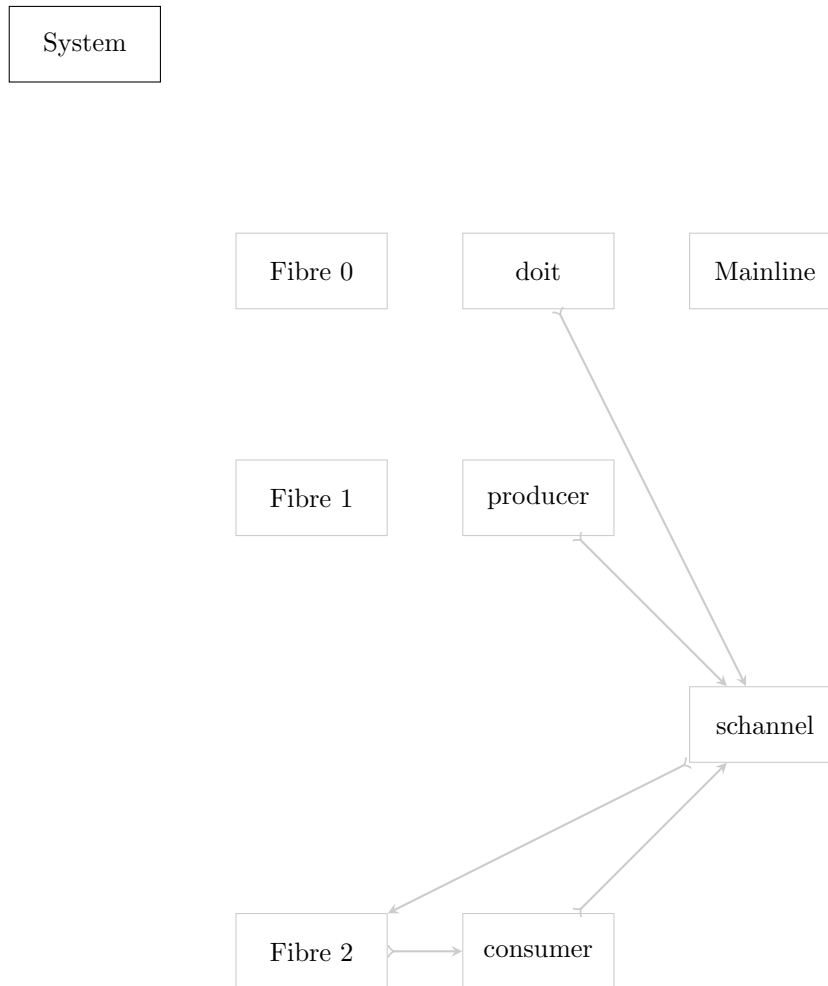 System
Fibre 0
doit
Mainline
Fibre 1
producer
schannel
Fibre 2
consumer